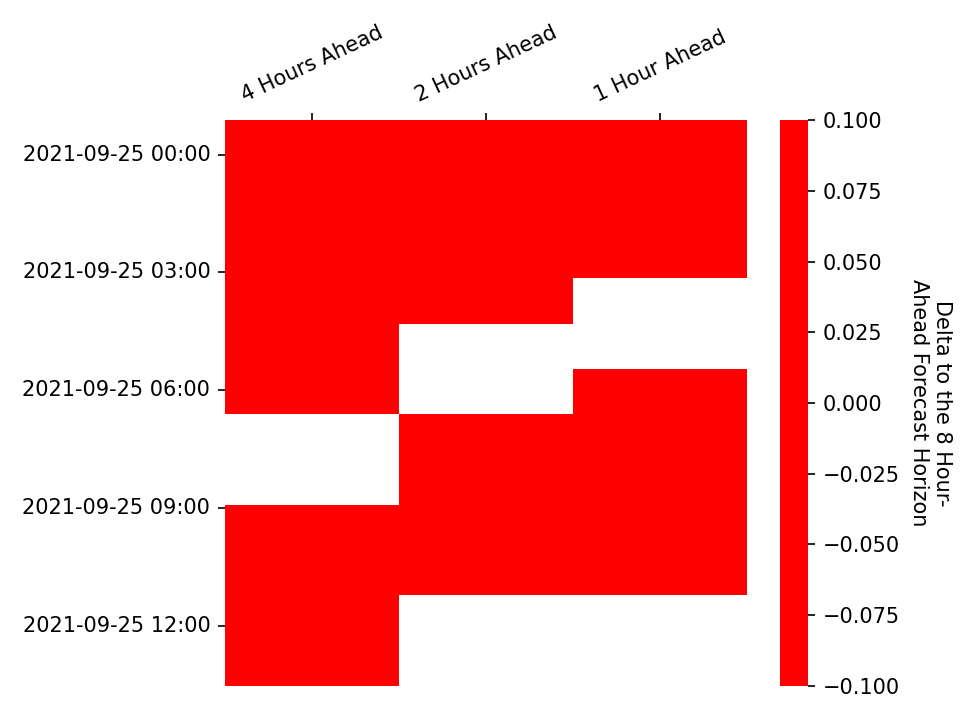 4 Hours Ahead
2 Hours Ahead
1 Hour Ahead
2021-09-25 00:00
2021-09-25 03:00
2021-09-25 06:00
2021-09-25 09:00
2021-09-25 12:00
0.100
0.075
0.050
0.025
0.000
−0.025
−0.050
−0.075
−0.100
Delta to the 8 Hour-
Ahead Forecast Horizon